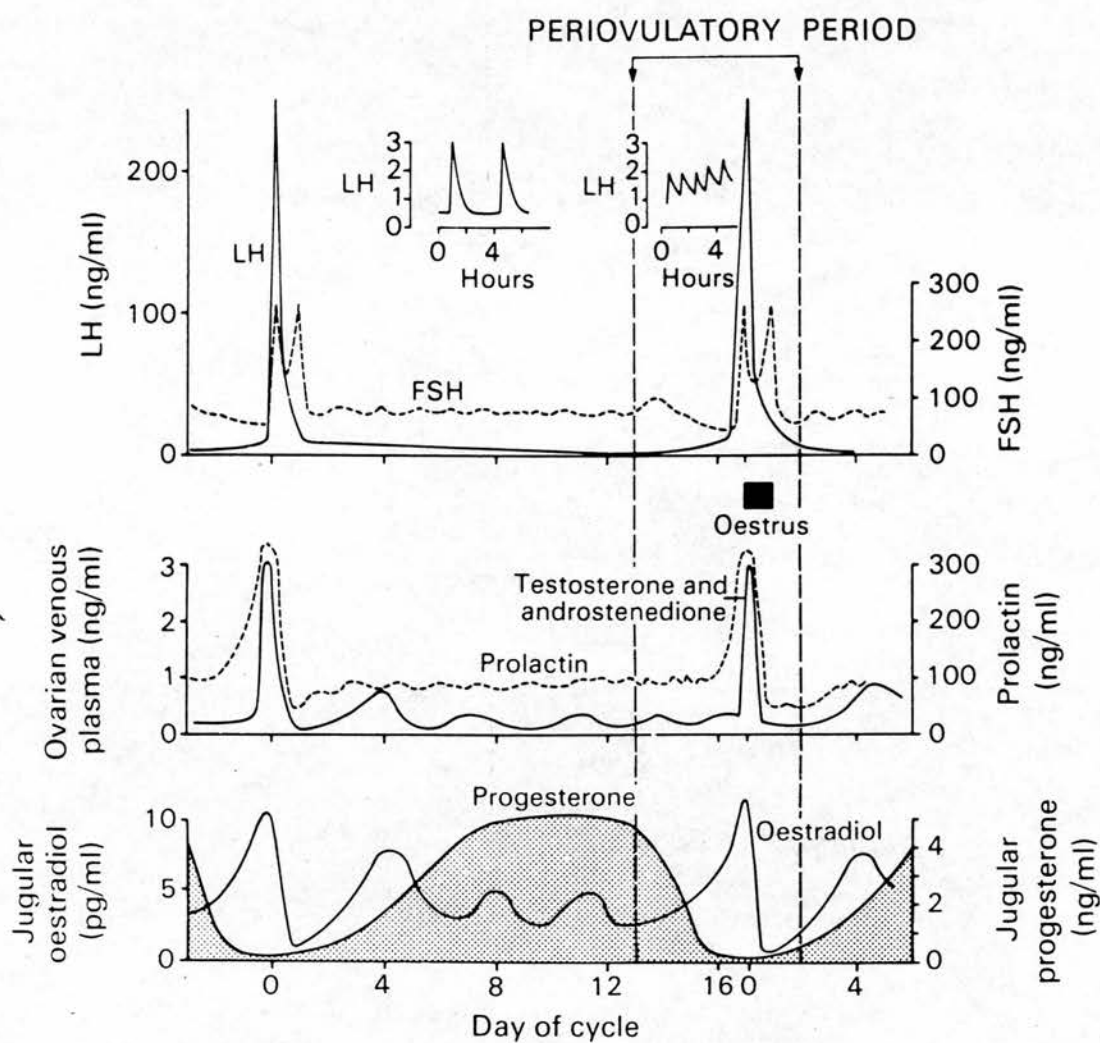 PERIOVULATORY PERIOD
LH (ng/ml)
200
100
0
LH
LH
3
2
1
0
0 4
Hours
LH
3
2
1
0
0 4
Hours
FSH
FSH (ng/ml)
300
200
100
0
Oestrus
Ovarian venous
plasma (ng/ml)
3
2
1
0
Testosterone and
androstenedione
Prolactin
Prolactin
(ng/ml)
300
200
100
0
Jugular
oestradiol
(pg/ml)
10
5
0
Progesterone
Oestradiol
Jugular
progesterone
(ng/ml)
4
2
0
0 4 8 12 16 0 4
Day of cycle